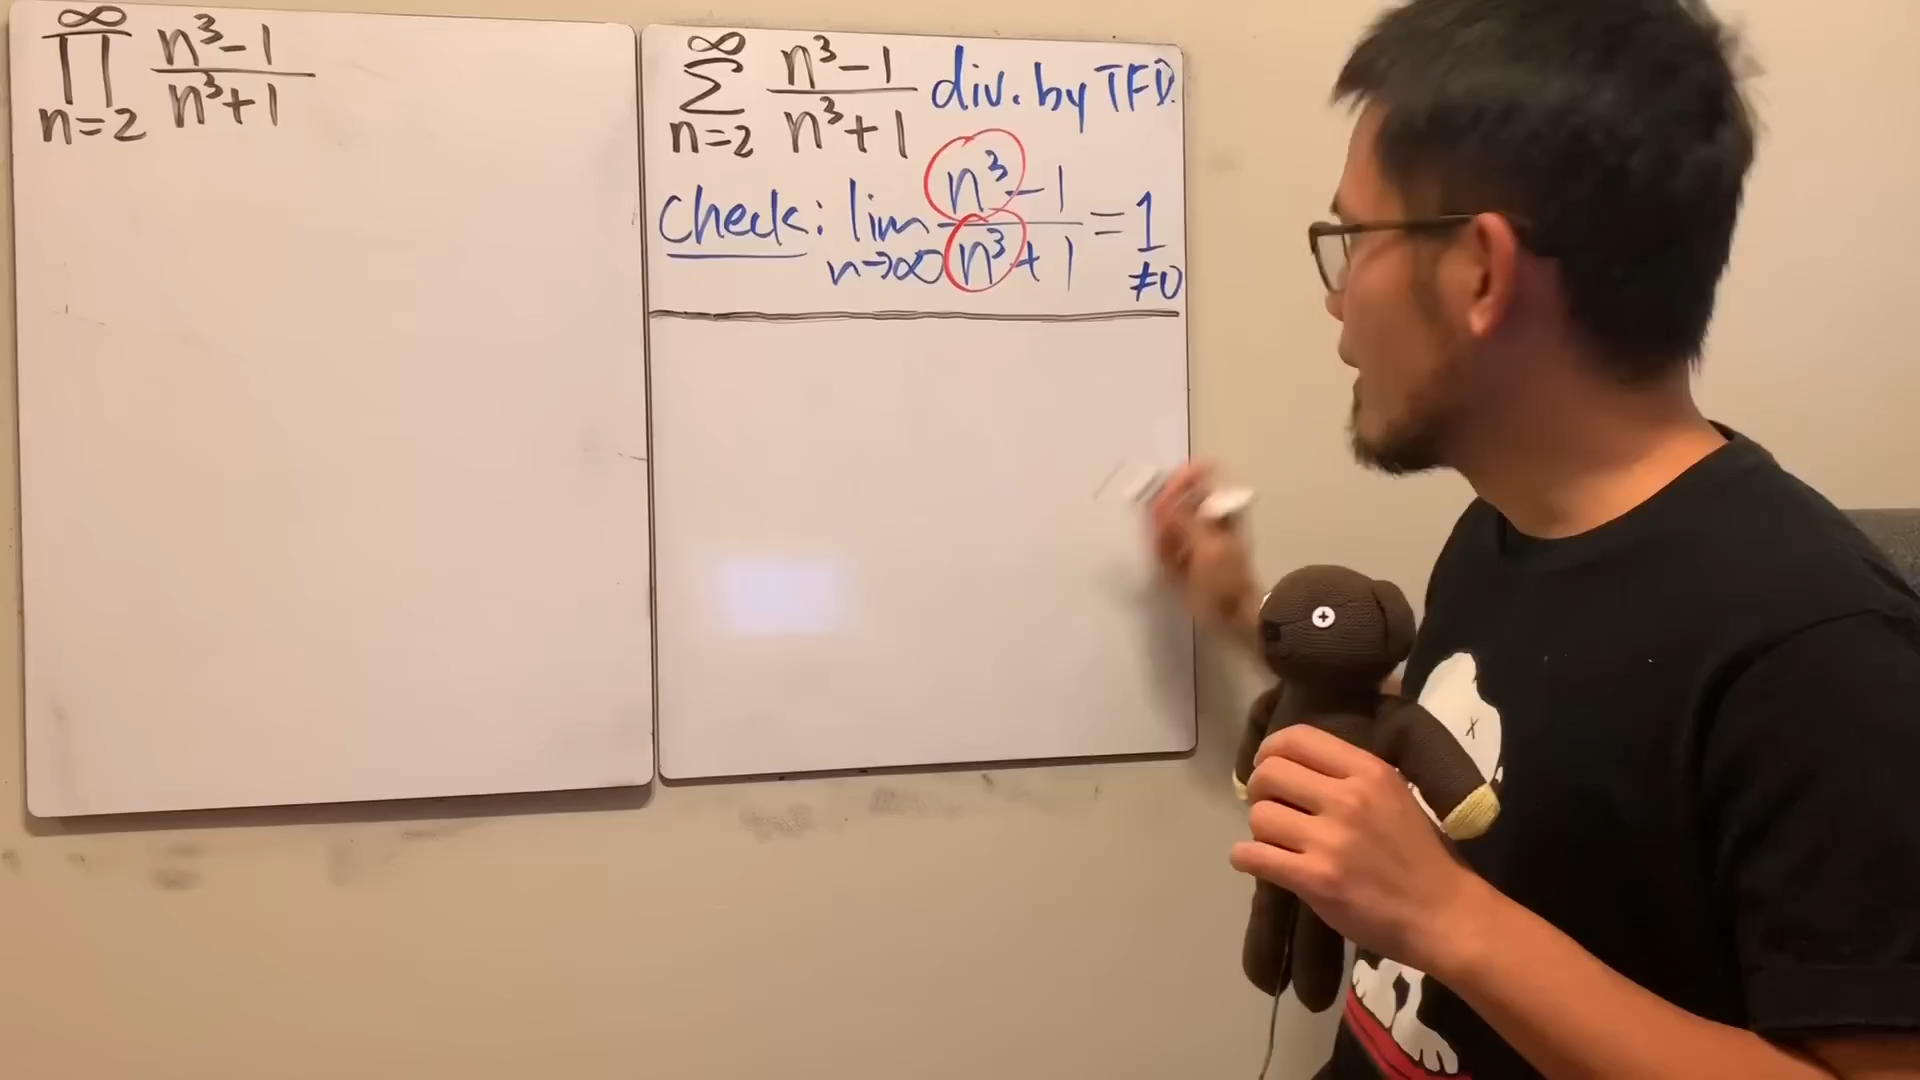 ∞
∏ n³-1
n=2 n³+1
∞
∑ n³-1 div. by TFD.
n=2 n³+1
Check: lim n³-1 = 1
n→∞ n³+1 ≠0